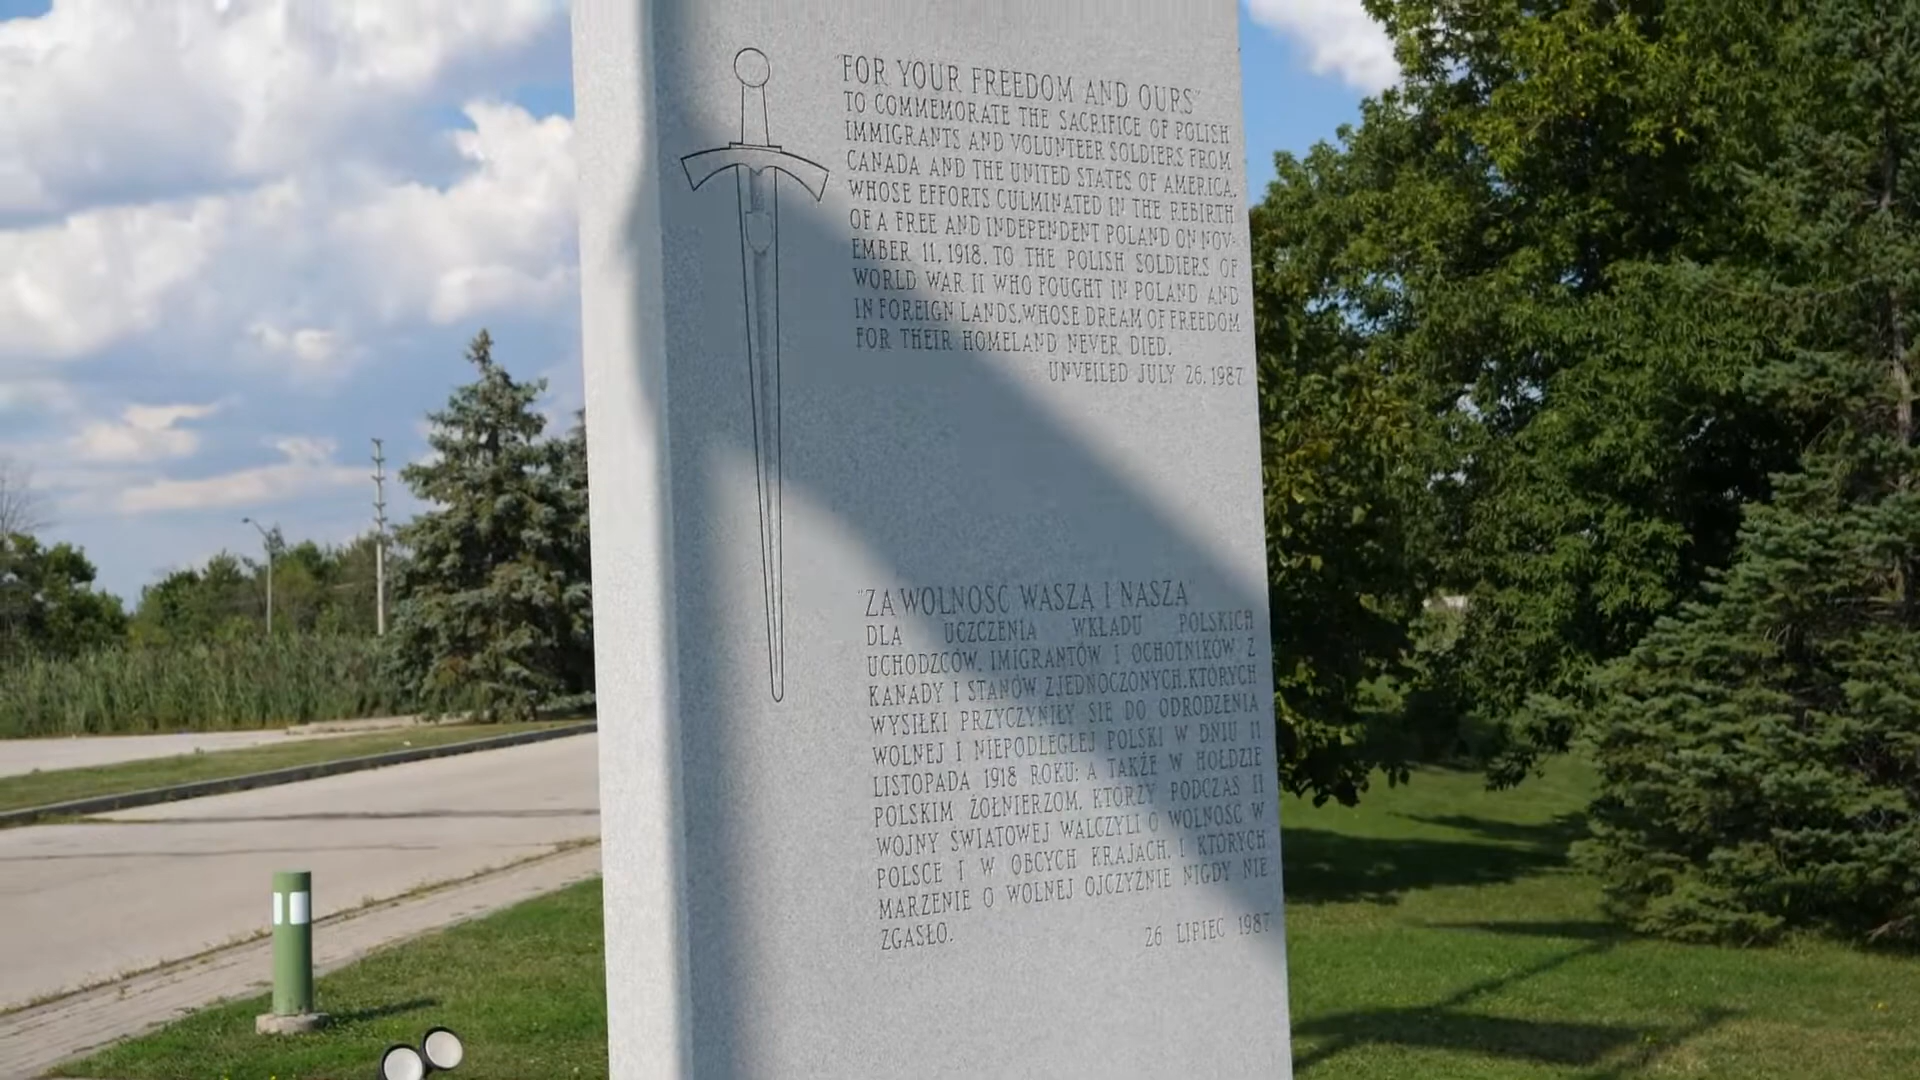 "FOR YOUR FREEDOM AND OURS"
TO COMMEMORATE THE SACRIFICE OF POLISH
IMMIGRANTS AND VOLUNTEER SOLDIERS FROM
CANADA AND THE UNITED STATES OF AMERICA,
WHOSE EFFORTS CULMINATED IN THE REBIRTH
OF A FREE AND INDEPENDENT POLAND ON NOV-
EMBER 11, 1918. TO THE POLISH SOLDIERS OF
WORLD WAR II WHO FOUGHT IN POLAND AND
IN FOREIGN LANDS, WHOSE DREAM OF FREEDOM
FOR THEIR HOMELAND NEVER DIED.
UNVEILED JULY 26, 1987
"ZA WOLNOŚĆ WASZĄ I NASZĄ"
DLA UCZCZENIA WKŁADU POLSKICH
UCHODZCÓW, IMIGRANTÓW I OCHOTNIKÓW Z
KANADY I STANÓW ZJEDNOCZONYCH, KTÓRYCH
WYSIŁKI PRZYCZYNIŁY SIĘ DO ODRODZENIA
WOLNEJ I NIEPODLEGŁEJ POLSKI W DNIU 11
LISTOPADA 1918 ROKU; A TAKŻE W HOŁDZIE
POLSKIM ŻOŁNIERZOM, KTÓRZY PODCZAS II
WOJNY ŚWIATOWEJ WALCZYLI O WOLNOŚĆ W
POLSCE I W OBCYCH KRAJACH, I KTÓRYCH
MARZENIE O WOLNEJ OJCZYŹNIE NIGDY NIE
ZGASŁO.
26 LIPIEC 1987